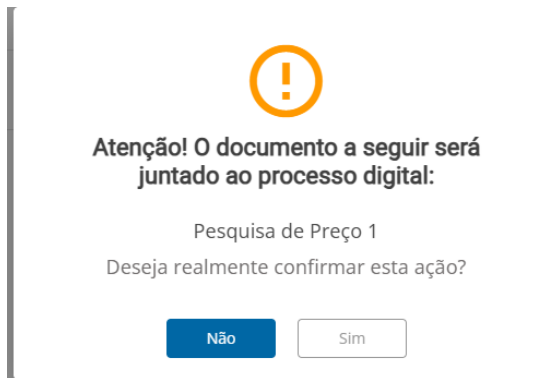 Atenção! O documento a seguir será
juntado ao processo digital:
Pesquisa de Preço 1
Deseja realmente confirmar esta ação?
Não
Sim